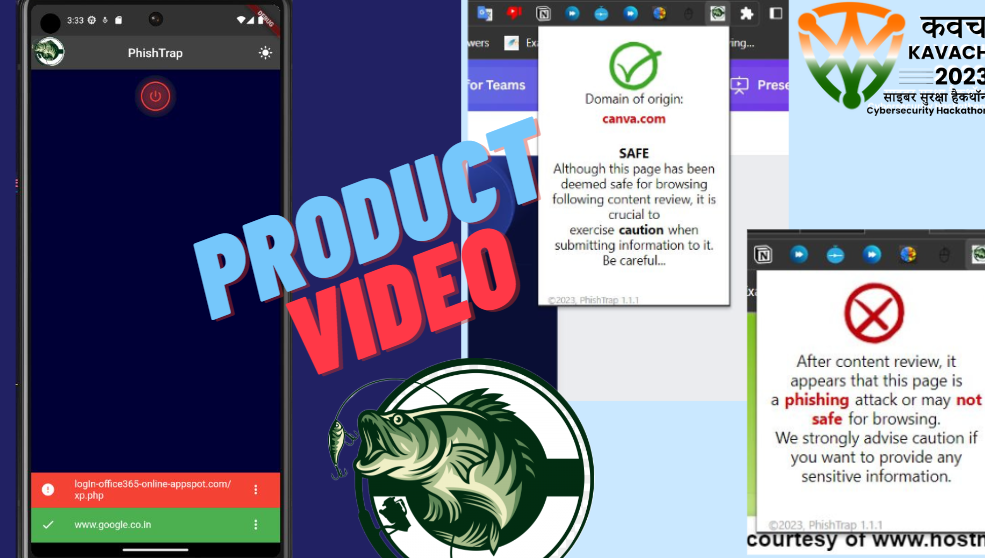 3:33
DEBUG
PhishTrap
logIn-office365-online-appspot.com/
xp.php
www.google.co.in
PRODUCT
VIDEO
for Teams
Domain of origin:
canva.com
SAFE
Although this page has been
deemed safe for browsing
following content review, it is
crucial to
exercise caution when
submitting information to it.
Be careful...
©2023, PhishTrap 1.1.1
कवच
KAVACH
2023
साइबर सुरक्षा हैकथॉन
Cybersecurity Hackathon
After content review, it
appears that this page is
a phishing attack or may not
safe for browsing.
We strongly advise caution if
you want to provide any
sensitive information.
©2023, PhishTrap 1.1.1
courtesy of www.host